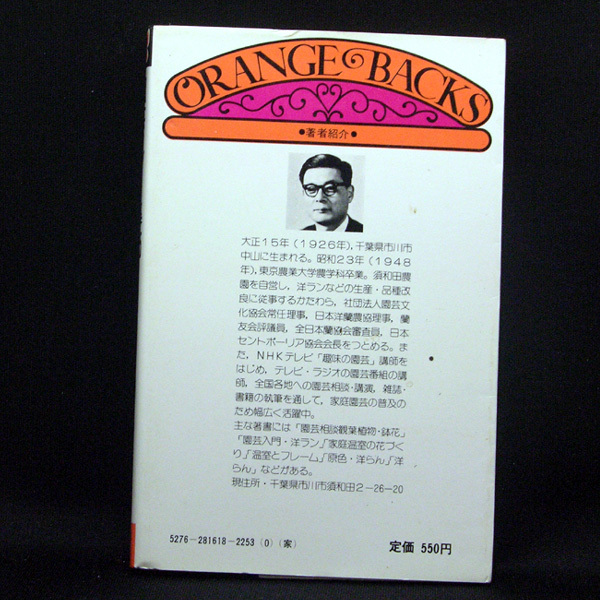 ORANGE BACKS
●著者紹介●
大正15年(1926年),千葉県市川市
中山に生まれる。昭和23年(1948
年),東京農業大学農学科卒業。須和田農
園を自営し,洋ランなどの生産・品種改
良に従事するかたわら,社団法人園芸文
化協会常任理事,日本洋蘭農協理事,蘭
友会評議員,全日本蘭協会審査員,日本
セントポーリア協会会長をつとめる。ま
た,NHKテレビ「趣味の園芸」講師を
はじめ,テレビ・ラジオの園芸番組の講
師,全国各地への園芸相談・講演,雑誌・
書籍の執筆を通して,家庭園芸の普及の
ため幅広く活躍中。
主な著書には「園芸相談観葉植物・鉢花」
「園芸入門・洋ラン」「家庭温室の花づく
り」「温室とフレーム」「原色・洋らん」「洋
らん」などがある。
現住所・千葉県市川市須和田2-26-20
5276-281618-2253(0)(家)
定価 550円